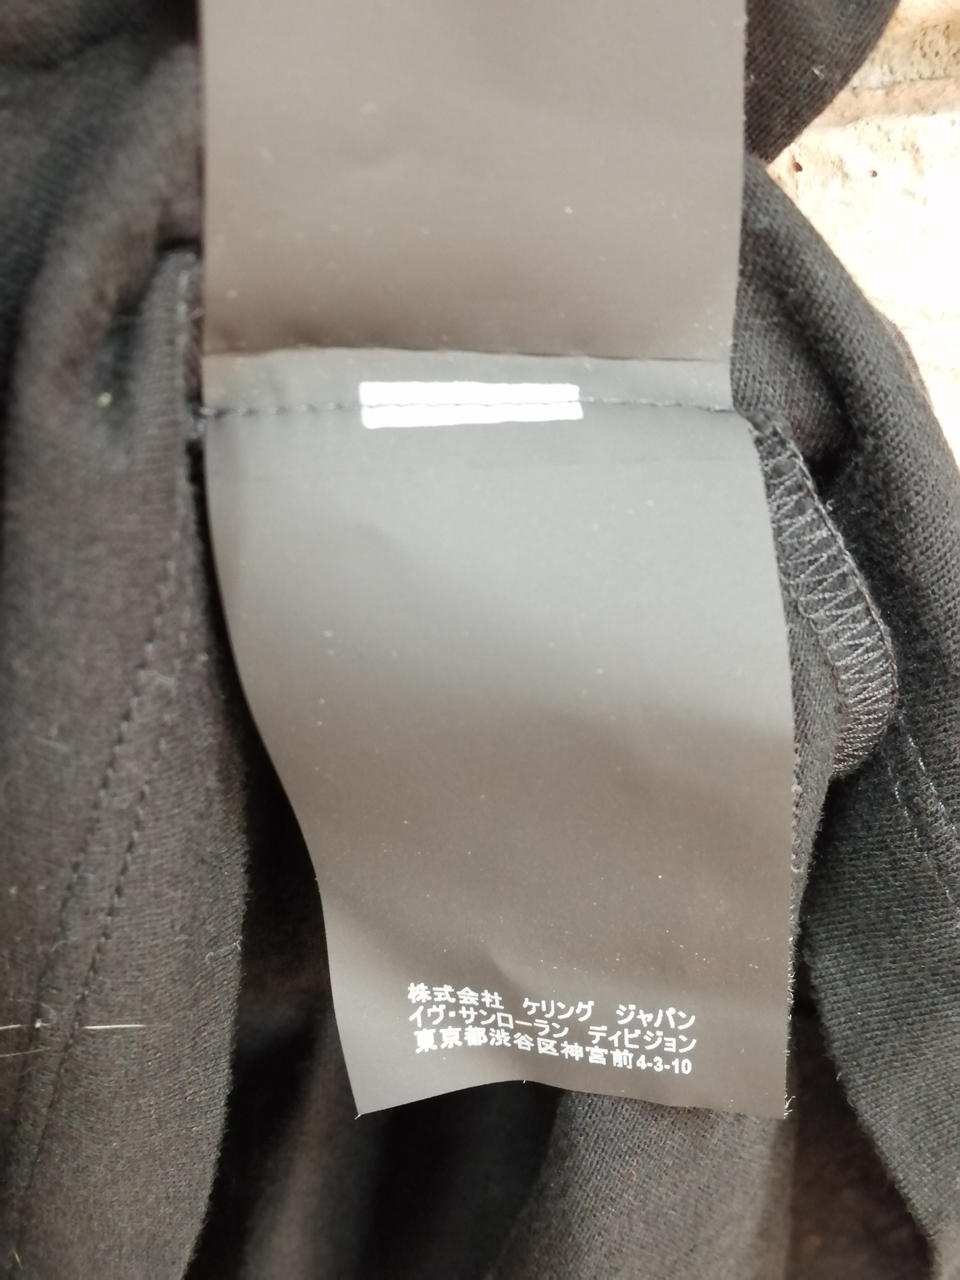 株式会社 ケリング ジャパン
イヴ・サンローラン ディビジョン
東京都渋谷区神宮前4-3-10